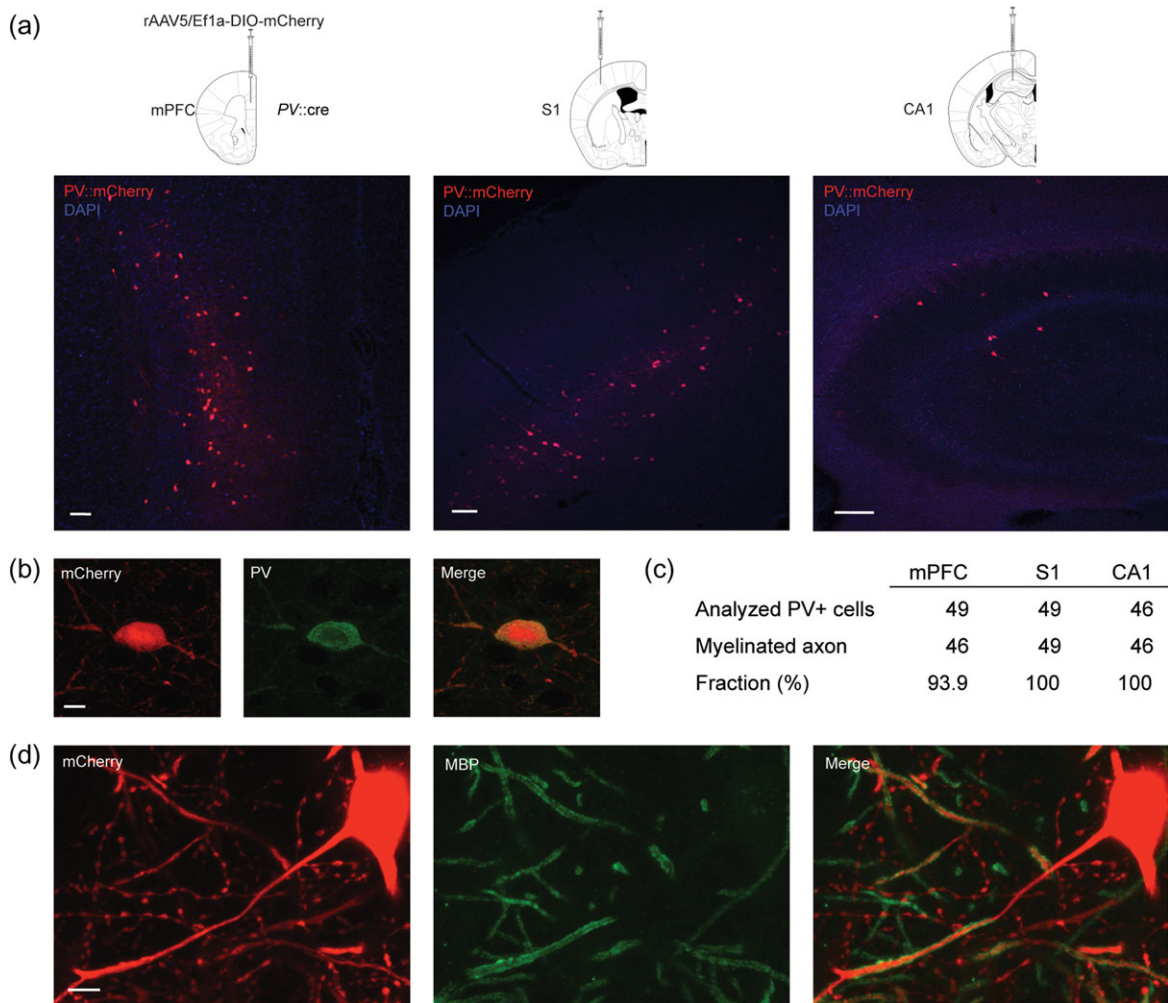 (a)
rAAV5/Ef1a-DIO-mCherry
mPFC
PV::cre
S1
CA1
PV::mCherry
DAPI
PV::mCherry
DAPI
PV::mCherry
DAPI
(b)
mCherry
PV
Merge
(c)
mPFC S1 CA1
Analyzed PV+ cells 49 49 46
Myelinated axon 46 49 46
Fraction (%) 93.9 100 100
(d)
mCherry
MBP
Merge